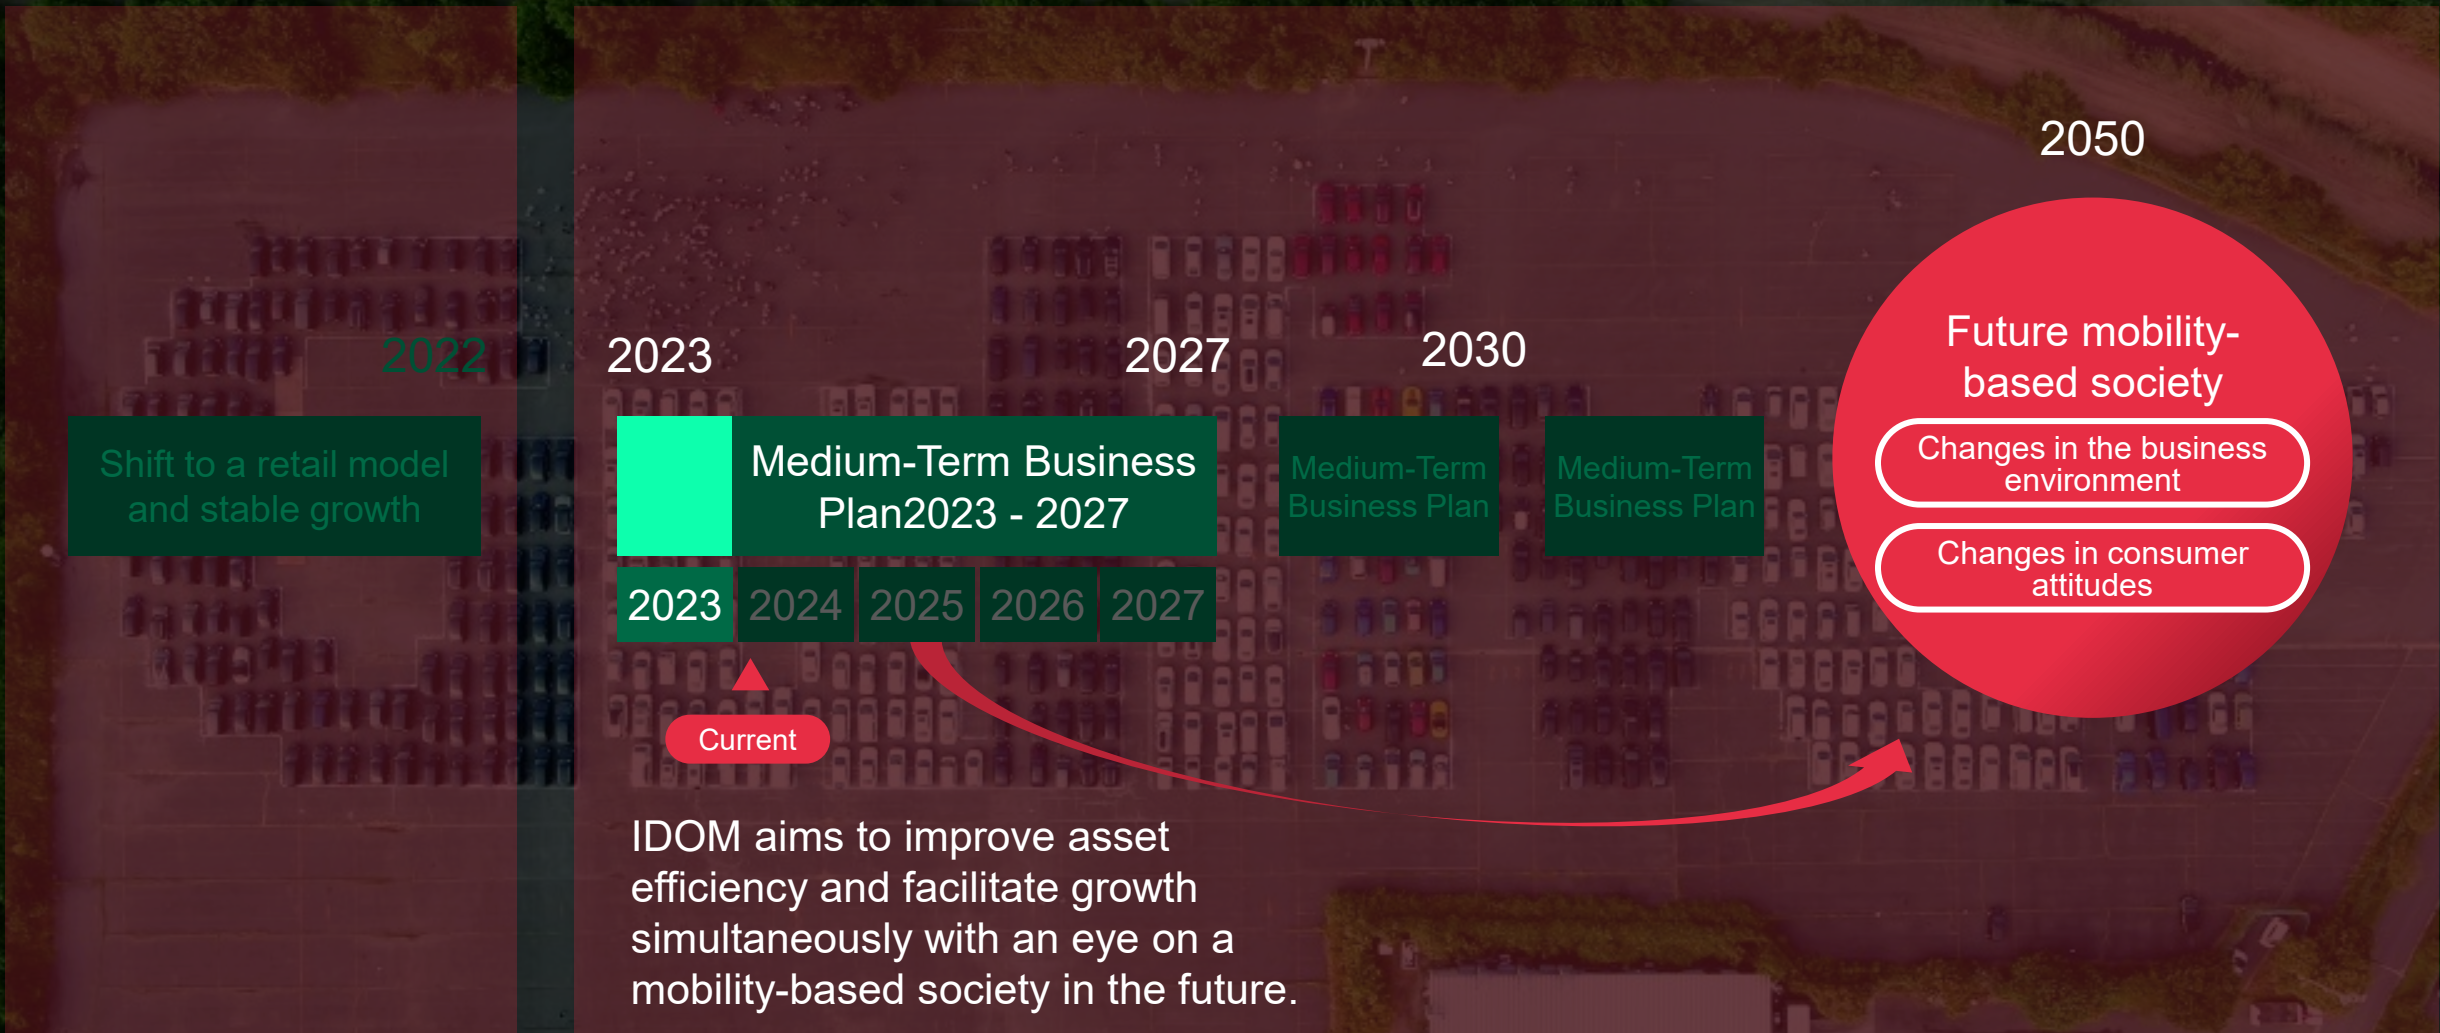 2050
2022
2023
2027
2030
Shift to a retail model
and stable growth
Medium-Term Business
Plan2023 - 2027
Medium-Term
Business Plan
Medium-Term
Business Plan
Future mobility-
based society
Changes in the business
environment
Changes in consumer
attitudes
2023
2024
2025
2026
2027
Current
IDOM aims to improve asset
efficiency and facilitate growth
simultaneously with an eye on a
mobility-based society in the future.